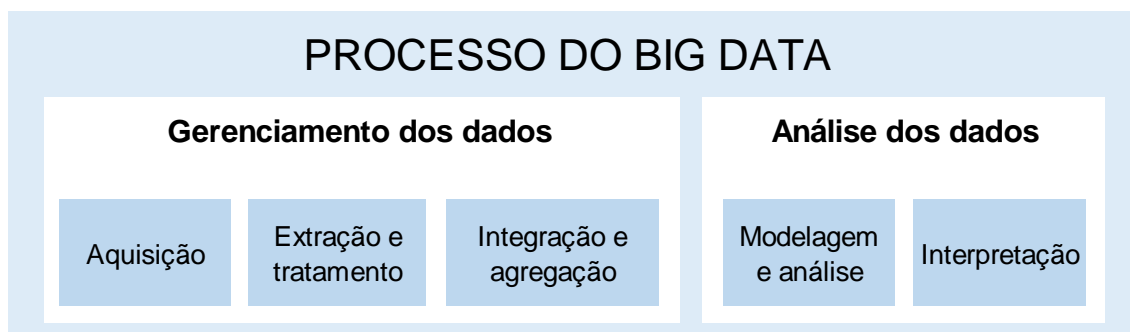 PROCESSO DO BIG DATA
Gerenciamento dos dados
Aquisição
Extração e
tratamento
Integração e
agregação
Análise dos dados
Modelagem
e análise
Interpretação